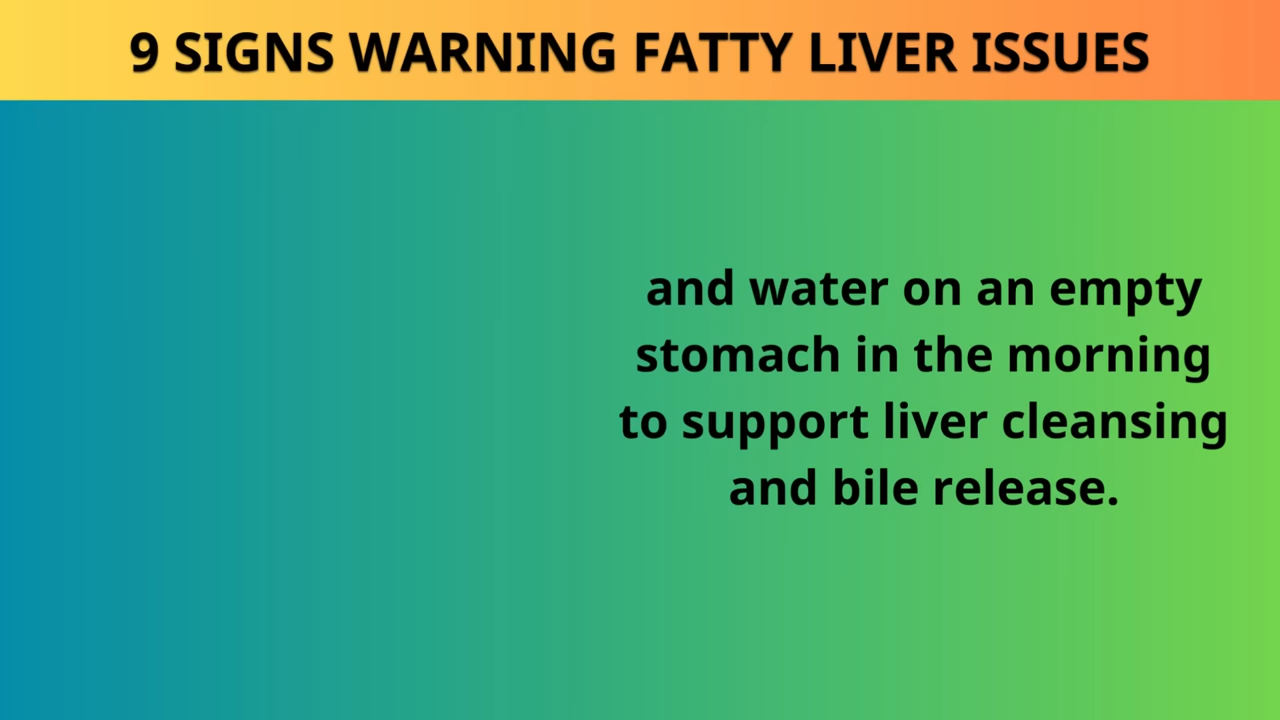 9 SIGNS WARNING FATTY LIVER ISSUES
and water on an empty
stomach in the morning
to support liver cleansing
and bile release.